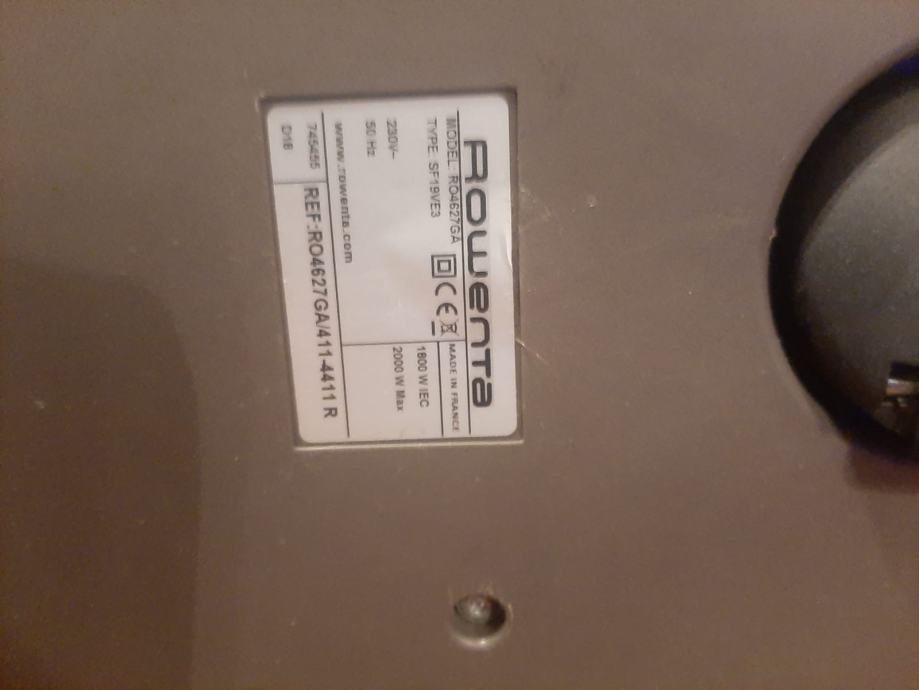 ROWENTA
MODEL: RO4627GA
TYPE: SF19VE3
CE
MADE IN FRANCE
230V~
50 Hz
1800 W IEC
2000 W Max
www.rowenta.com
745455
REF:RO4627GA/411-4411 R